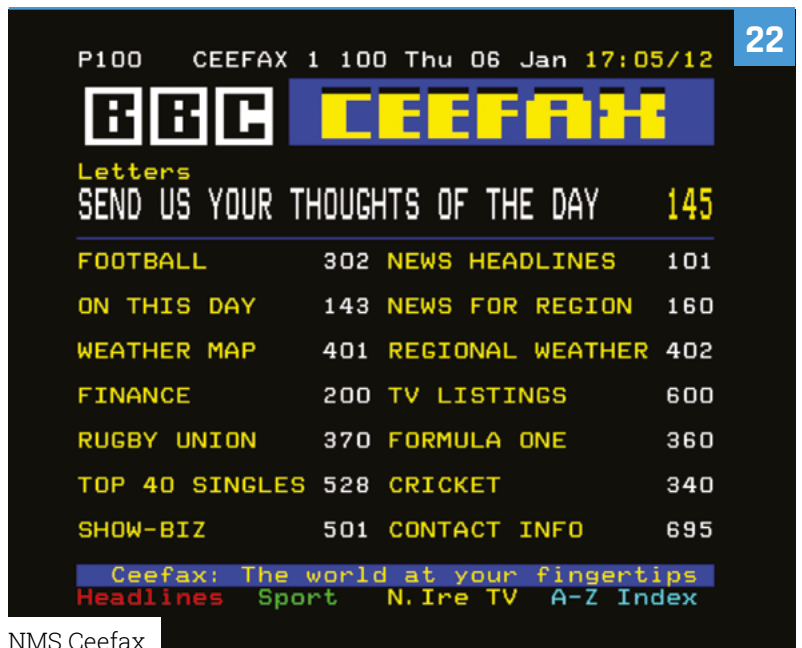 22
P100 CEEFAX 1 100 Thu 06 Jan 17:05/12
BBC CEEFAX
Letters
SEND US YOUR THOUGHTS OF THE DAY 145
FOOTBALL 302 NEWS HEADLINES 101
ON THIS DAY 143 NEWS FOR REGION 160
WEATHER MAP 401 REGIONAL WEATHER 402
FINANCE 200 TV LISTINGS 600
RUGBY UNION 370 FORMULA ONE 360
TOP 40 SINGLES 528 CRICKET 340
SHOW-BIZ 501 CONTACT INFO 695
Ceefax: The world at your fingertips
Headlines Sport N.Ire TV A-Z Index
NMS Ceefax